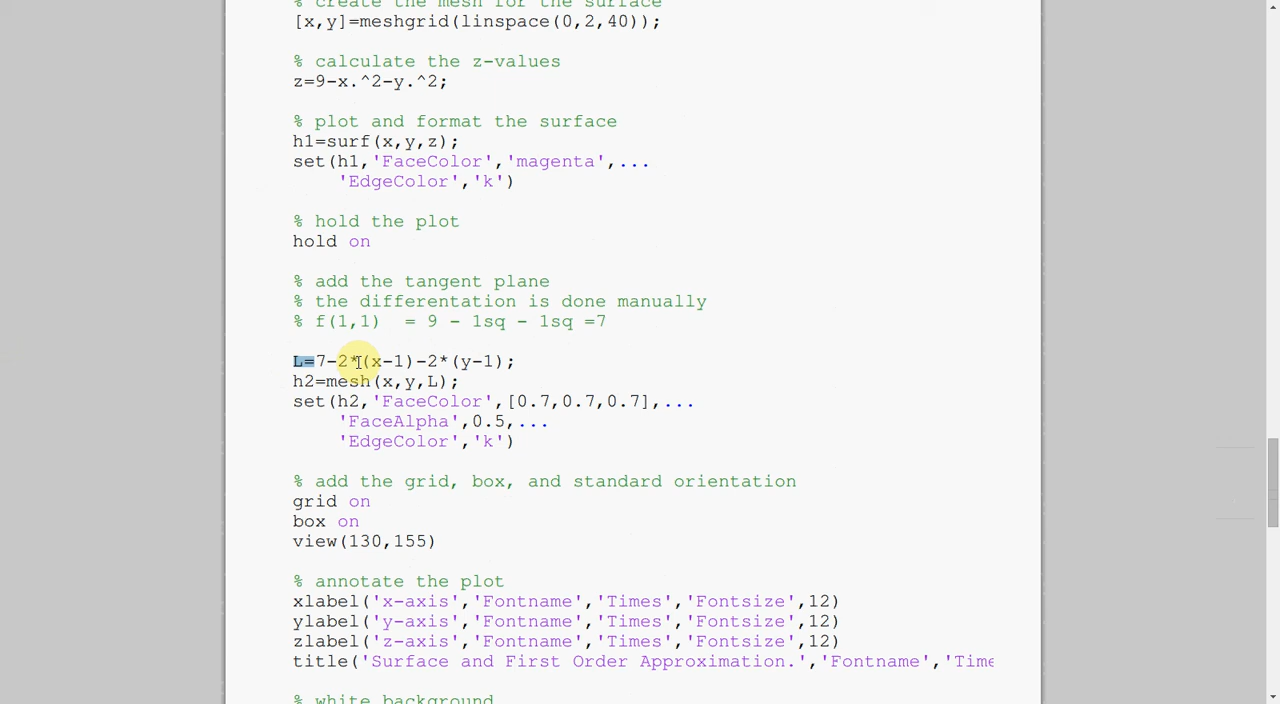 % create the mesh for the surface
[x,y]=meshgrid(linspace(0,2,40));
% calculate the z-values
z=9-x.^2-y.^2;
% plot and format the surface
h1=surf(x,y,z);
set(h1,'FaceColor','magenta',...
'EdgeColor','k')
% hold the plot
hold on
% add the tangent plane
% the differentation is done manually
% f(1,1)  = 9 - 1sq - 1sq =7
L=7-2*(x-1)-2*(y-1);
h2=mesh(x,y,L);
set(h2,'FaceColor',[0.7,0.7,0.7],...
'FaceAlpha',0.5,...
'EdgeColor','k')
% add the grid, box, and standard orientation
grid on
box on
view(130,155)
% annotate the plot
xlabel('x-axis','Fontname','Times','Fontsize',12)
ylabel('y-axis','Fontname','Times','Fontsize',12)
zlabel('z-axis','Fontname','Times','Fontsize',12)
title('Surface and First Order Approximation.','Fontname','Time
% white background